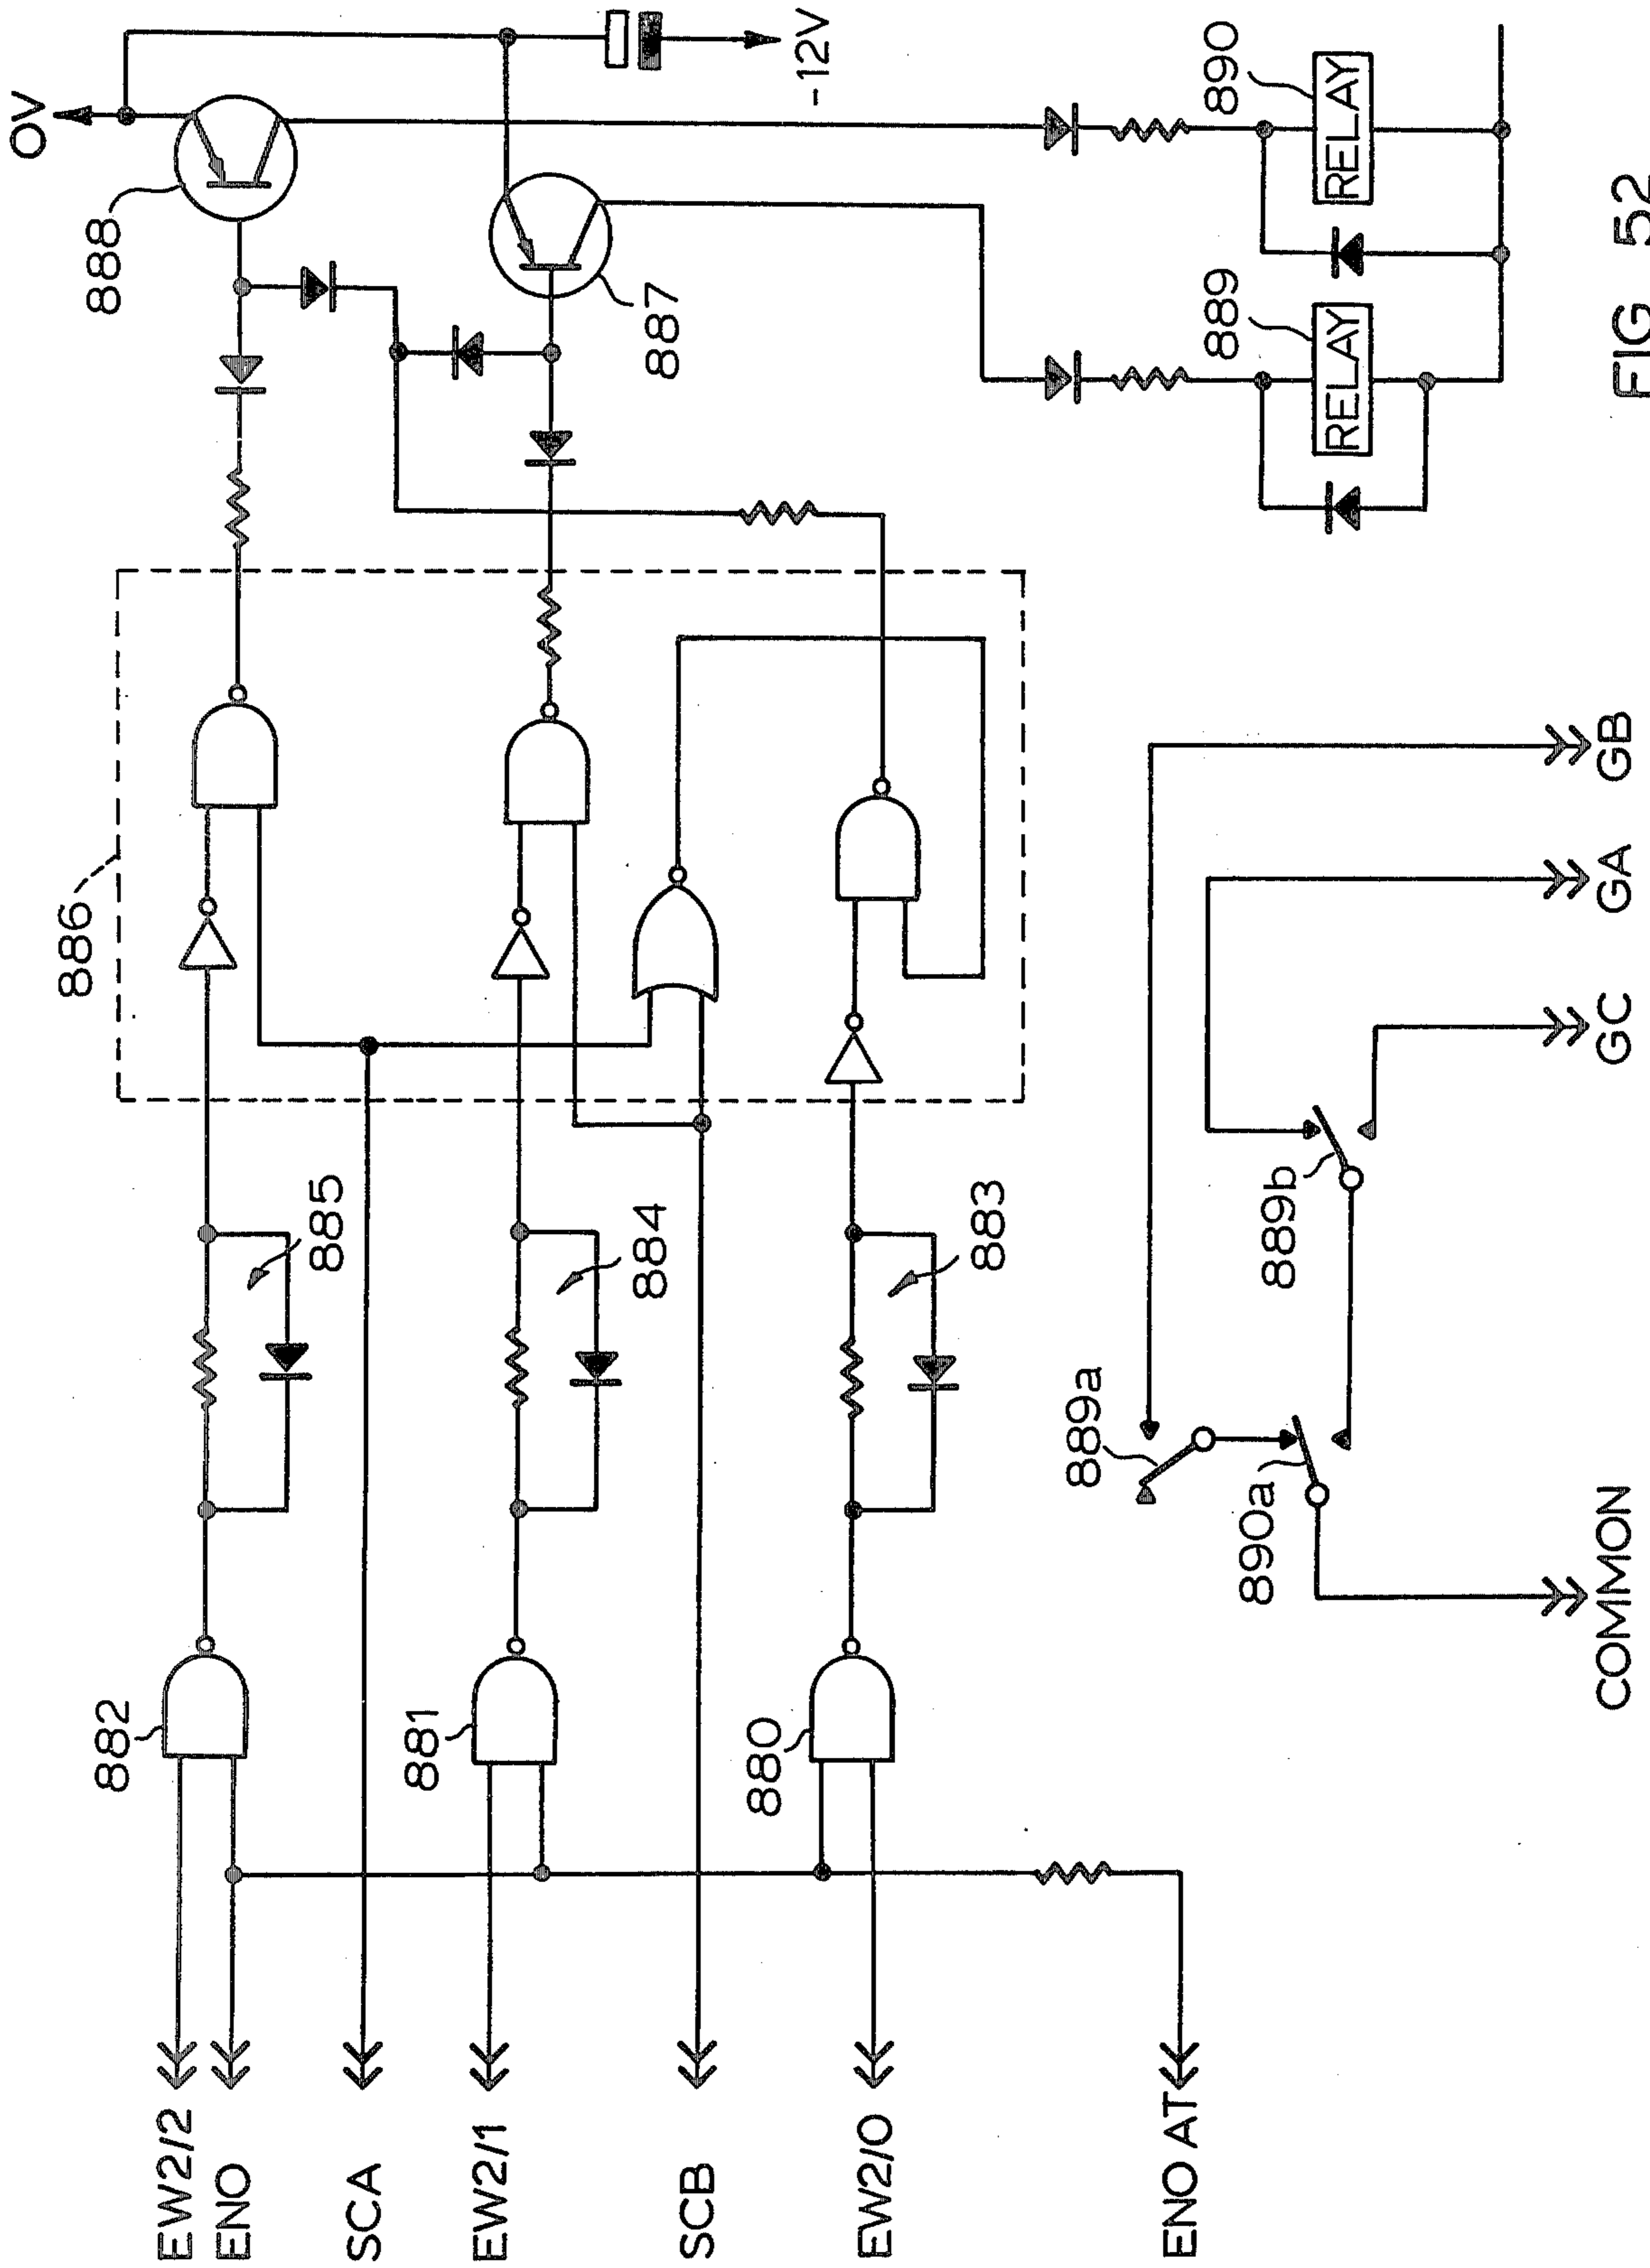 0V
888
-12V
887
890
RELAY
889
RELAY
886
885
884
883
882
881
880
EW2/2
ENO
SCA
EW2/1
SCB
EW2/0
ENO AT
889a
890a
889b
COMMON
GC
GA
GB
FIG 52